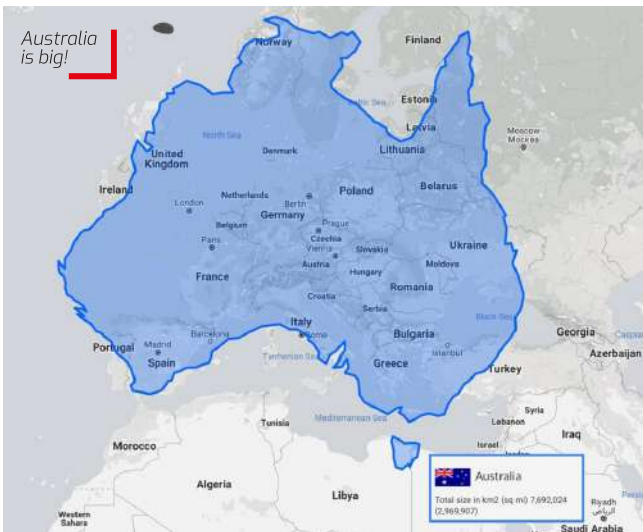 Australia
is big!
Norway
Finland
Baltic Sea
Estonia
Latvia
Moscow
Москва
North Sea
Lithuania
United
Kingdom
Denmark
Ireland
Belarus
Netherlands
Berlin
Poland
London
Germany
Belgium
Prague
Czechia
Paris
Vienna
Slovakia
Ukraine
Austria
Moldova
France
Hungary
Romania
Croatia
Serbia
Italy
Black Sea
Portugal
Barcelona
Rome
Bulgaria
Georgia
Madrid
Istanbul
Azerbaijan
Spain
Tyrrhenian Sea
Greece
Turkey
Mediterranean Sea
Tunisia
Syria
Lebanon
Morocco
Israel
Iraq
Algeria
Libya
Australia
Total size in km2 (sq mi) 7,692,024
(2,969,907)
Riyadh
الرياض
Western
Sahara
Saudi Arabia